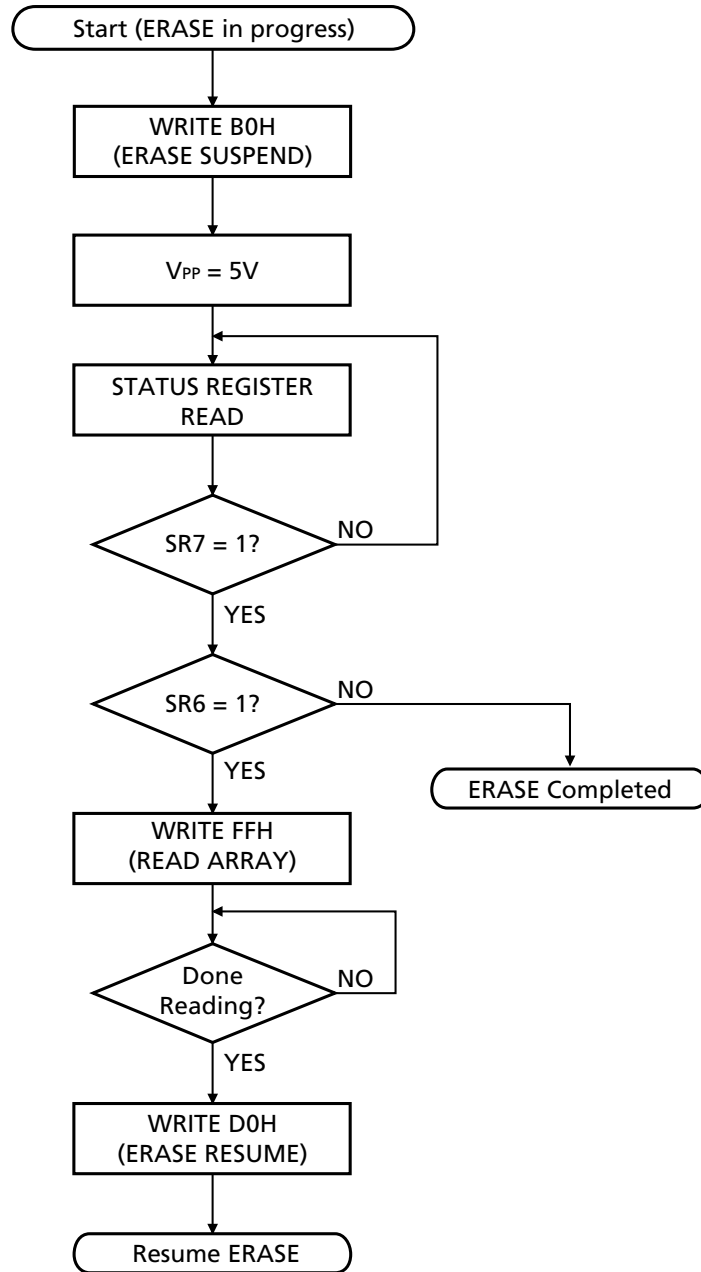 Start (ERASE in progress)
WRITE B0H
(ERASE SUSPEND)
VPP = 5V
STATUS REGISTER
READ
SR7 = 1?
NO
YES
SR6 = 1?
NO
YES
ERASE Completed
WRITE FFH
(READ ARRAY)
Done
Reading?
NO
YES
WRITE D0H
(ERASE RESUME)
Resume ERASE